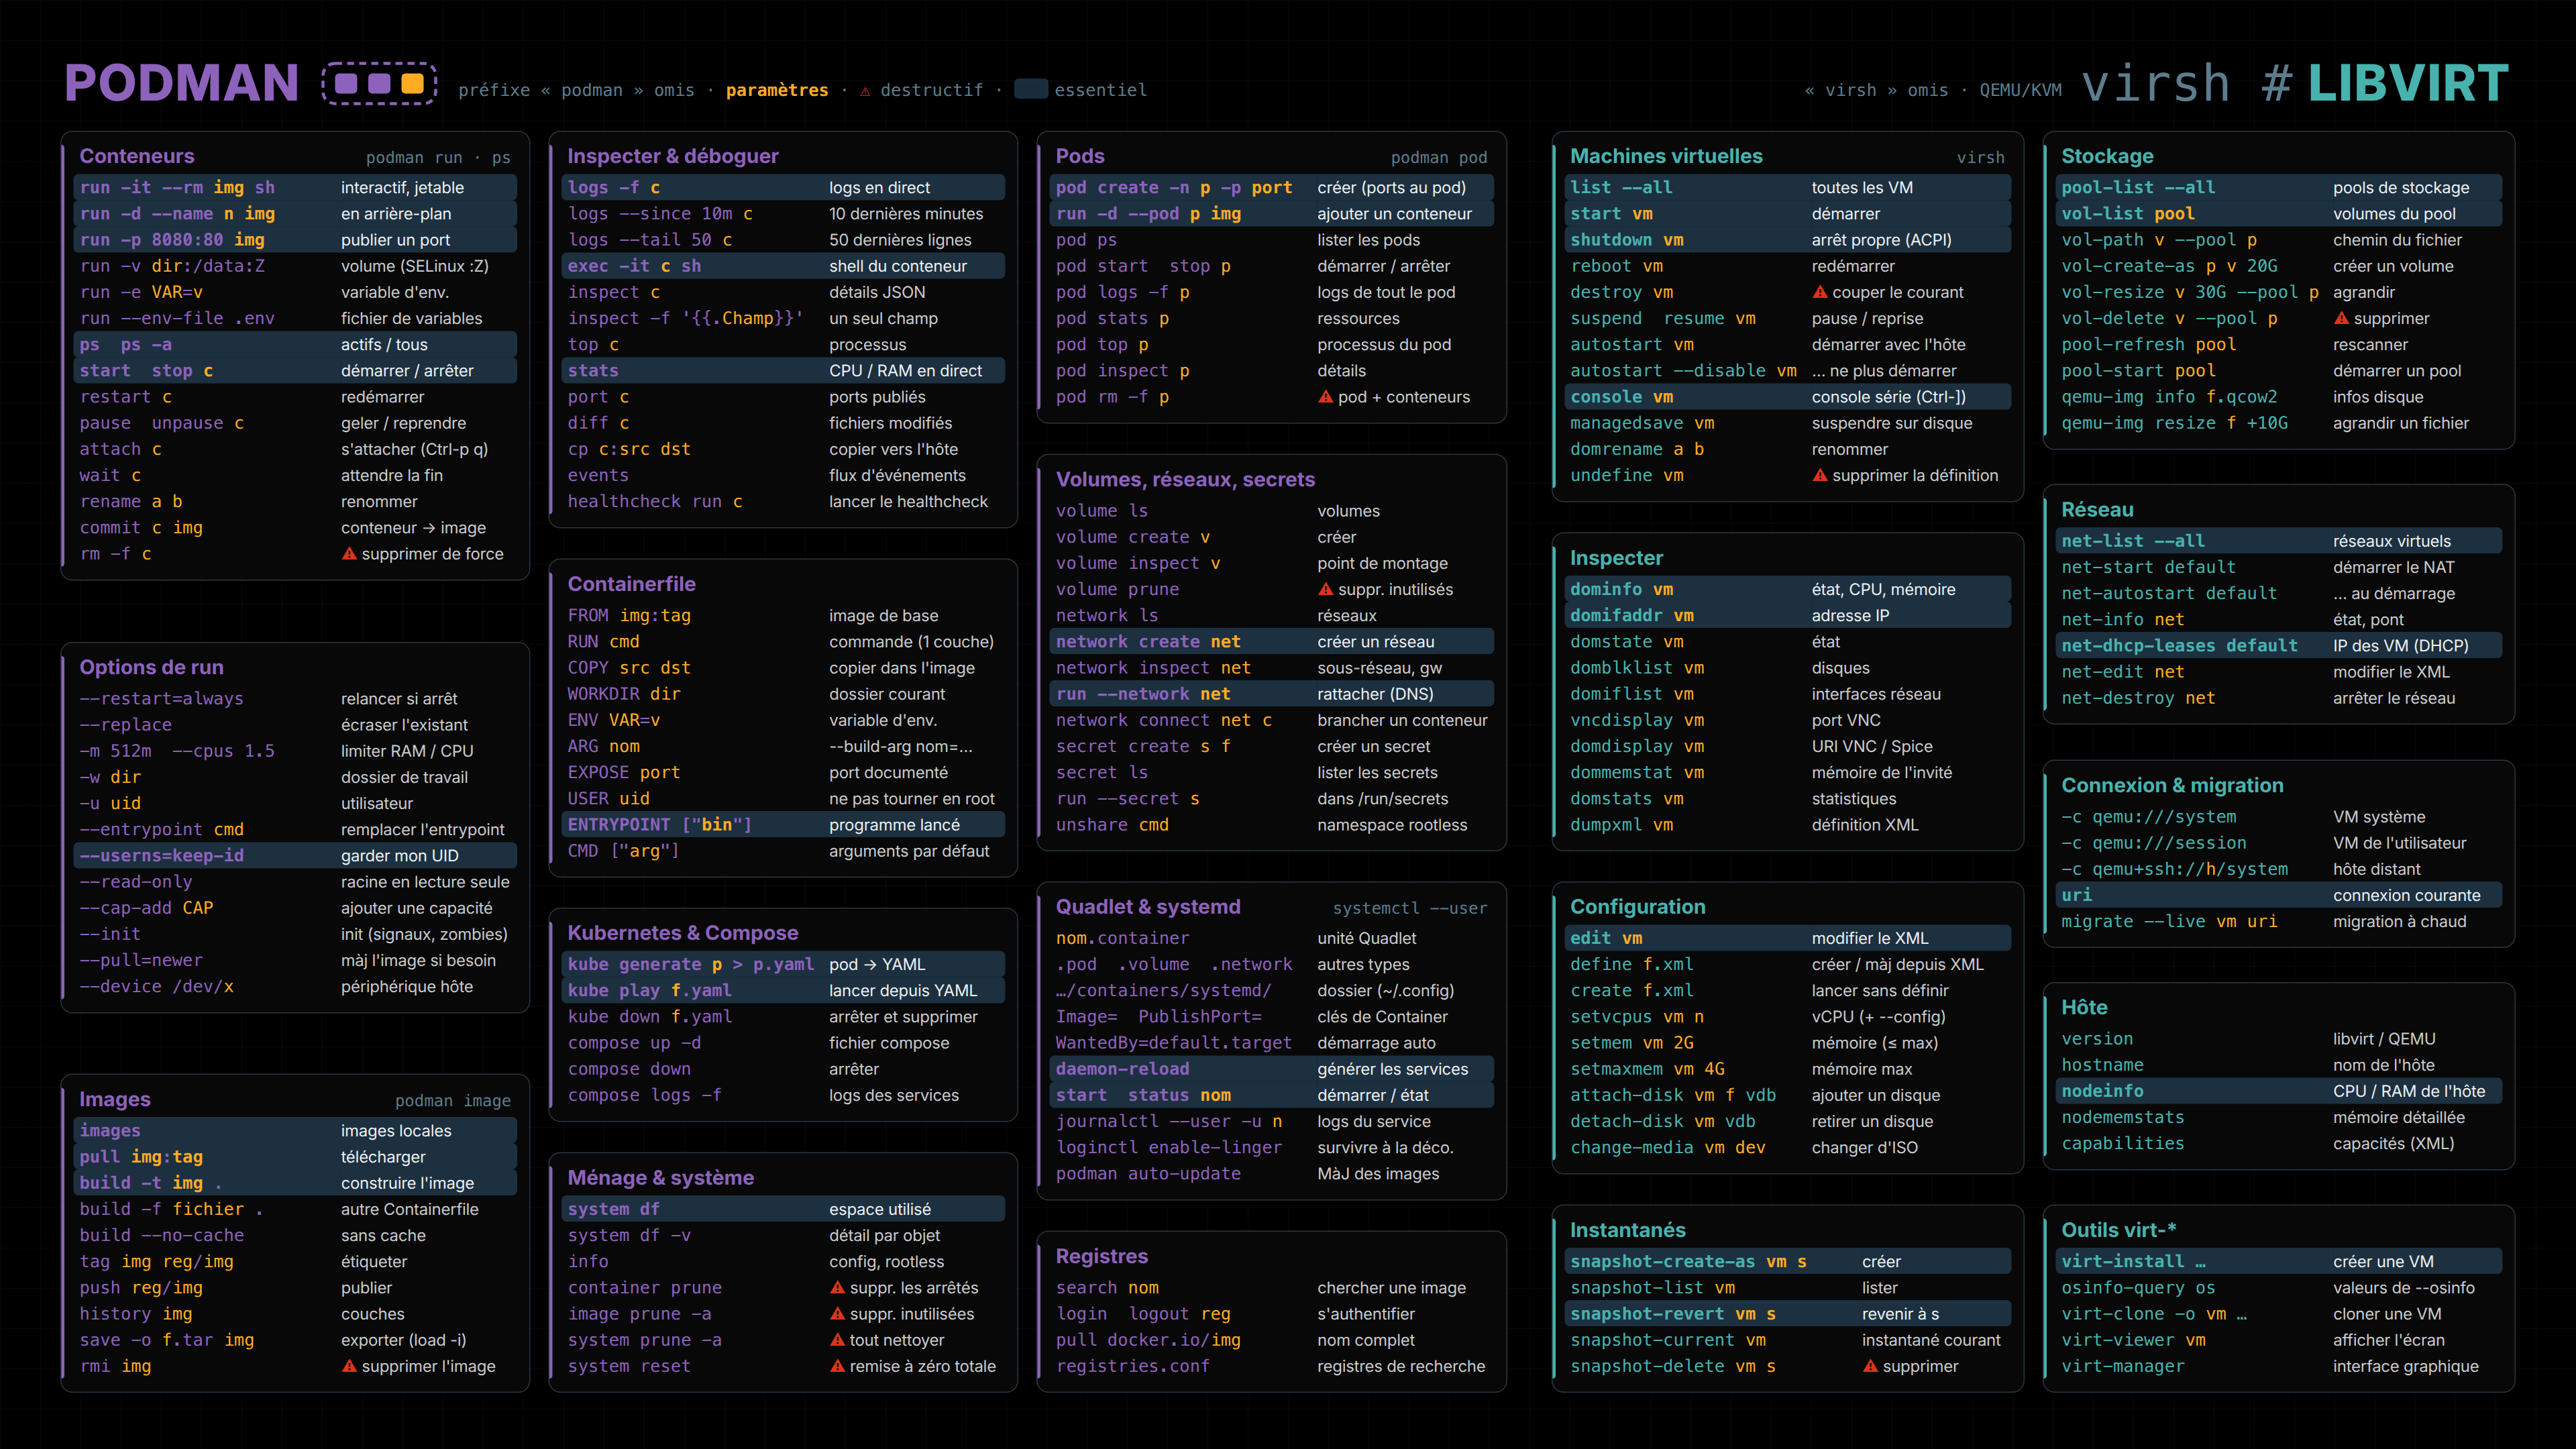 PODMAN préfixe « podman » omis · paramètres · ⚠ destructif · essentiel
« virsh » omis · QEMU/KVM virsh # LIBVIRT
Conteneurs podman run · ps
run -it --rm img sh interactif, jetable
run -d --name n img en arrière-plan
run -p 8080:80 img publier un port
run -v dir:/data:Z volume (SELinux :Z)
run -e VAR=v variable d'env.
run --env-file .env fichier de variables
ps ps -a actifs / tous
start stop c démarrer / arrêter
restart c redémarrer
pause unpause c geler / reprendre
attach c s'attacher (Ctrl-p q)
wait c attendre la fin
rename a b renommer
commit c img conteneur → image
rm -f c ⚠ supprimer de force
Options de run
--restart=always relancer si arrêt
--replace écraser l'existant
-m 512m --cpus 1.5 limiter RAM / CPU
-w dir dossier de travail
-u uid utilisateur
--entrypoint cmd remplacer l'entrypoint
--userns=keep-id garder mon UID
--read-only racine en lecture seule
--cap-add CAP ajouter une capacité
--init init (signaux, zombies)
--pull=newer màj l'image si besoin
--device /dev/x périphérique hôte
Images podman image
images images locales
pull img:tag télécharger
build -t img . construire l'image
build -f fichier . autre Containerfile
build --no-cache sans cache
tag img reg/img étiqueter
push reg/img publier
history img couches
save -o f.tar img exporter (load -i)
rmi img ⚠ supprimer l'image
Inspecter & déboguer
logs -f c logs en direct
logs --since 10m c 10 dernières minutes
logs --tail 50 c 50 dernières lignes
exec -it c sh shell du conteneur
inspect c détails JSON
inspect -f '{{.Champ}}' un seul champ
top c processus
stats CPU / RAM en direct
port c ports publiés
diff c fichiers modifiés
cp c:src dst copier vers l'hôte
events flux d'événements
healthcheck run c lancer le healthcheck
Containerfile
FROM img:tag image de base
RUN cmd commande (1 couche)
COPY src dst copier dans l'image
WORKDIR dir dossier courant
ENV VAR=v variable d'env.
ARG nom --build-arg nom=…
EXPOSE port port documenté
USER uid ne pas tourner en root
ENTRYPOINT ["bin"] programme lancé
CMD ["arg"] arguments par défaut
Kubernetes & Compose
kube generate p > p.yaml pod → YAML
kube play f.yaml lancer depuis YAML
kube down f.yaml arrêter et supprimer
compose up -d fichier compose
compose down arrêter
compose logs -f logs des services
Ménage & système
system df espace utilisé
system df -v détail par objet
info config, rootless
container prune ⚠ suppr. les arrêtés
image prune -a ⚠ suppr. inutilisées
system prune -a ⚠ tout nettoyer
system reset ⚠ remise à zéro totale
Pods podman pod
pod create -n p -p port créer (ports au pod)
run -d --pod p img ajouter un conteneur
pod ps lister les pods
pod start stop p démarrer / arrêter
pod logs -f p logs de tout le pod
pod stats p ressources
pod top p processus du pod
pod inspect p détails
pod rm -f p ⚠ pod + conteneurs
Volumes, réseaux, secrets
volume ls volumes
volume create v créer
volume inspect v point de montage
volume prune ⚠ suppr. inutilisés
network ls réseaux
network create net créer un réseau
network inspect net sous-réseau, gw
run --network net rattacher (DNS)
network connect net c brancher un conteneur
secret create s f créer un secret
secret ls lister les secrets
run --secret s dans /run/secrets
unshare cmd namespace rootless
Quadlet & systemd systemctl --user
nom.container unité Quadlet
.pod .volume .network autres types
…/containers/systemd/ dossier (~/.config)
Image= PublishPort= clés de Container
WantedBy=default.target démarrage auto
daemon-reload générer les services
start status nom démarrer / état
journalctl --user -u n logs du service
loginctl enable-linger survivre à la déco.
podman auto-update MàJ des images
Registres
search nom chercher une image
login logout reg s'authentifier
pull docker.io/img nom complet
registries.conf registres de recherche
Machines virtuelles virsh
list --all toutes les VM
start vm démarrer
shutdown vm arrêt propre (ACPI)
reboot vm redémarrer
destroy vm ⚠ couper le courant
suspend resume vm pause / reprise
autostart vm démarrer avec l'hôte
autostart --disable vm … ne plus démarrer
console vm console série (Ctrl-])
managedsave vm suspendre sur disque
domrename a b renommer
undefine vm ⚠ supprimer la définition
Inspecter
dominfo vm état, CPU, mémoire
domifaddr vm adresse IP
domstate vm état
domblklist vm disques
domiflist vm interfaces réseau
vncdisplay vm port VNC
domdisplay vm URI VNC / Spice
dommemstat vm mémoire de l'invité
domstats vm statistiques
dumpxml vm définition XML
Configuration
edit vm modifier le XML
define f.xml créer / màj depuis XML
create f.xml lancer sans définir
setvcpus vm n vCPU (+ --config)
setmem vm 2G mémoire (≤ max)
setmaxmem vm 4G mémoire max
attach-disk vm f vdb ajouter un disque
detach-disk vm vdb retirer un disque
change-media vm dev changer d'ISO
Instantanés
snapshot-create-as vm s créer
snapshot-list vm lister
snapshot-revert vm s revenir à s
snapshot-current vm instantané courant
snapshot-delete vm s ⚠ supprimer
Stockage
pool-list --all pools de stockage
vol-list pool volumes du pool
vol-path v --pool p chemin du fichier
vol-create-as p v 20G créer un volume
vol-resize v 30G --pool p agrandir
vol-delete v --pool p ⚠ supprimer
pool-refresh pool rescanner
pool-start pool démarrer un pool
qemu-img info f.qcow2 infos disque
qemu-img resize f +10G agrandir un fichier
Réseau
net-list --all réseaux virtuels
net-start default démarrer le NAT
net-autostart default … au démarrage
net-info net état, pont
net-dhcp-leases default IP des VM (DHCP)
net-edit net modifier le XML
net-destroy net arrêter le réseau
Connexion & migration
-c qemu:///system VM système
-c qemu:///session VM de l'utilisateur
-c qemu+ssh://h/system hôte distant
uri connexion courante
migrate --live vm uri migration à chaud
Hôte
version libvirt / QEMU
hostname nom de l'hôte
nodeinfo CPU / RAM de l'hôte
nodememstats mémoire détaillée
capabilities capacités (XML)
Outils virt-*
virt-install … créer une VM
osinfo-query os valeurs de --osinfo
virt-clone -o vm … cloner une VM
virt-viewer vm afficher l'écran
virt-manager interface graphique